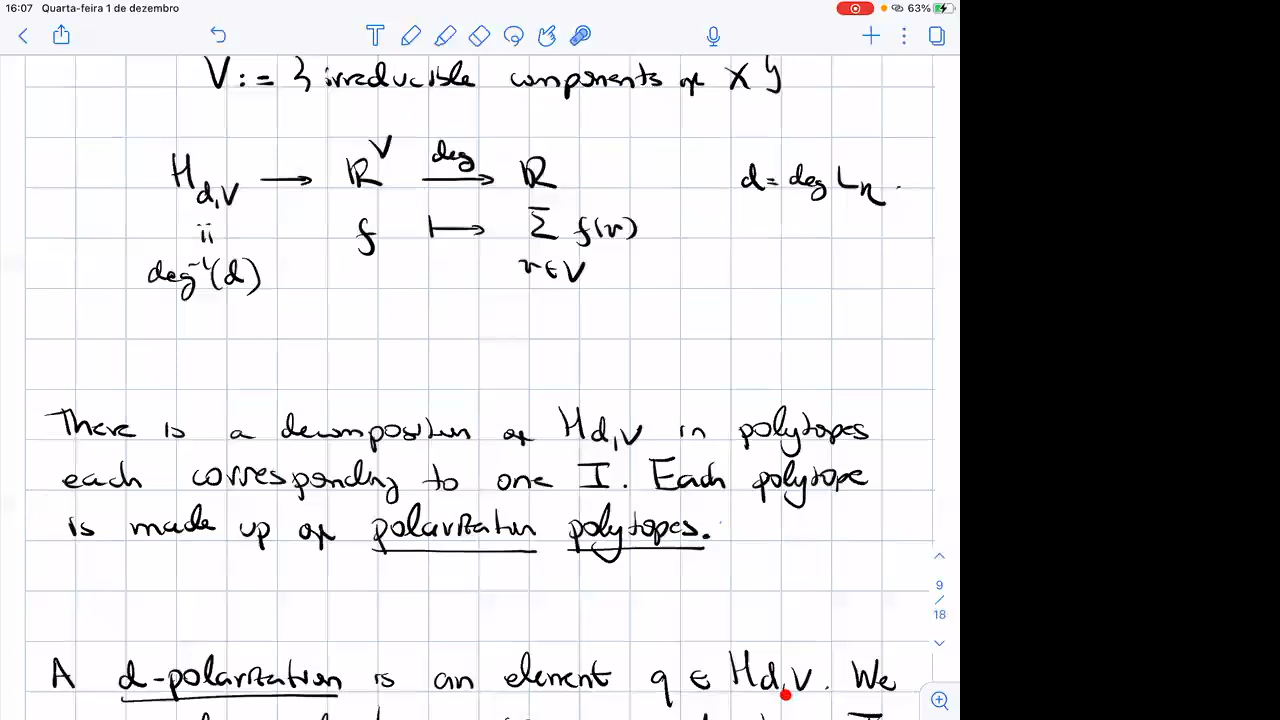 16:07 Quarta-feira 1 de dezembro 63%
V := { irreducible components of X }
H_{d,V} → ℝ^V →^{deg} ℝ d = deg L_η.
f ↦ Σ_{v∈V} f(v)
deg⁻¹(d)
There is a decomposition of H_{d,V} in polytopes
each corresponding to one I. Each polytope
is made up of polarization polytopes.
9
/
18
A d-polarization is an element q ∈ H_{d,V}. We